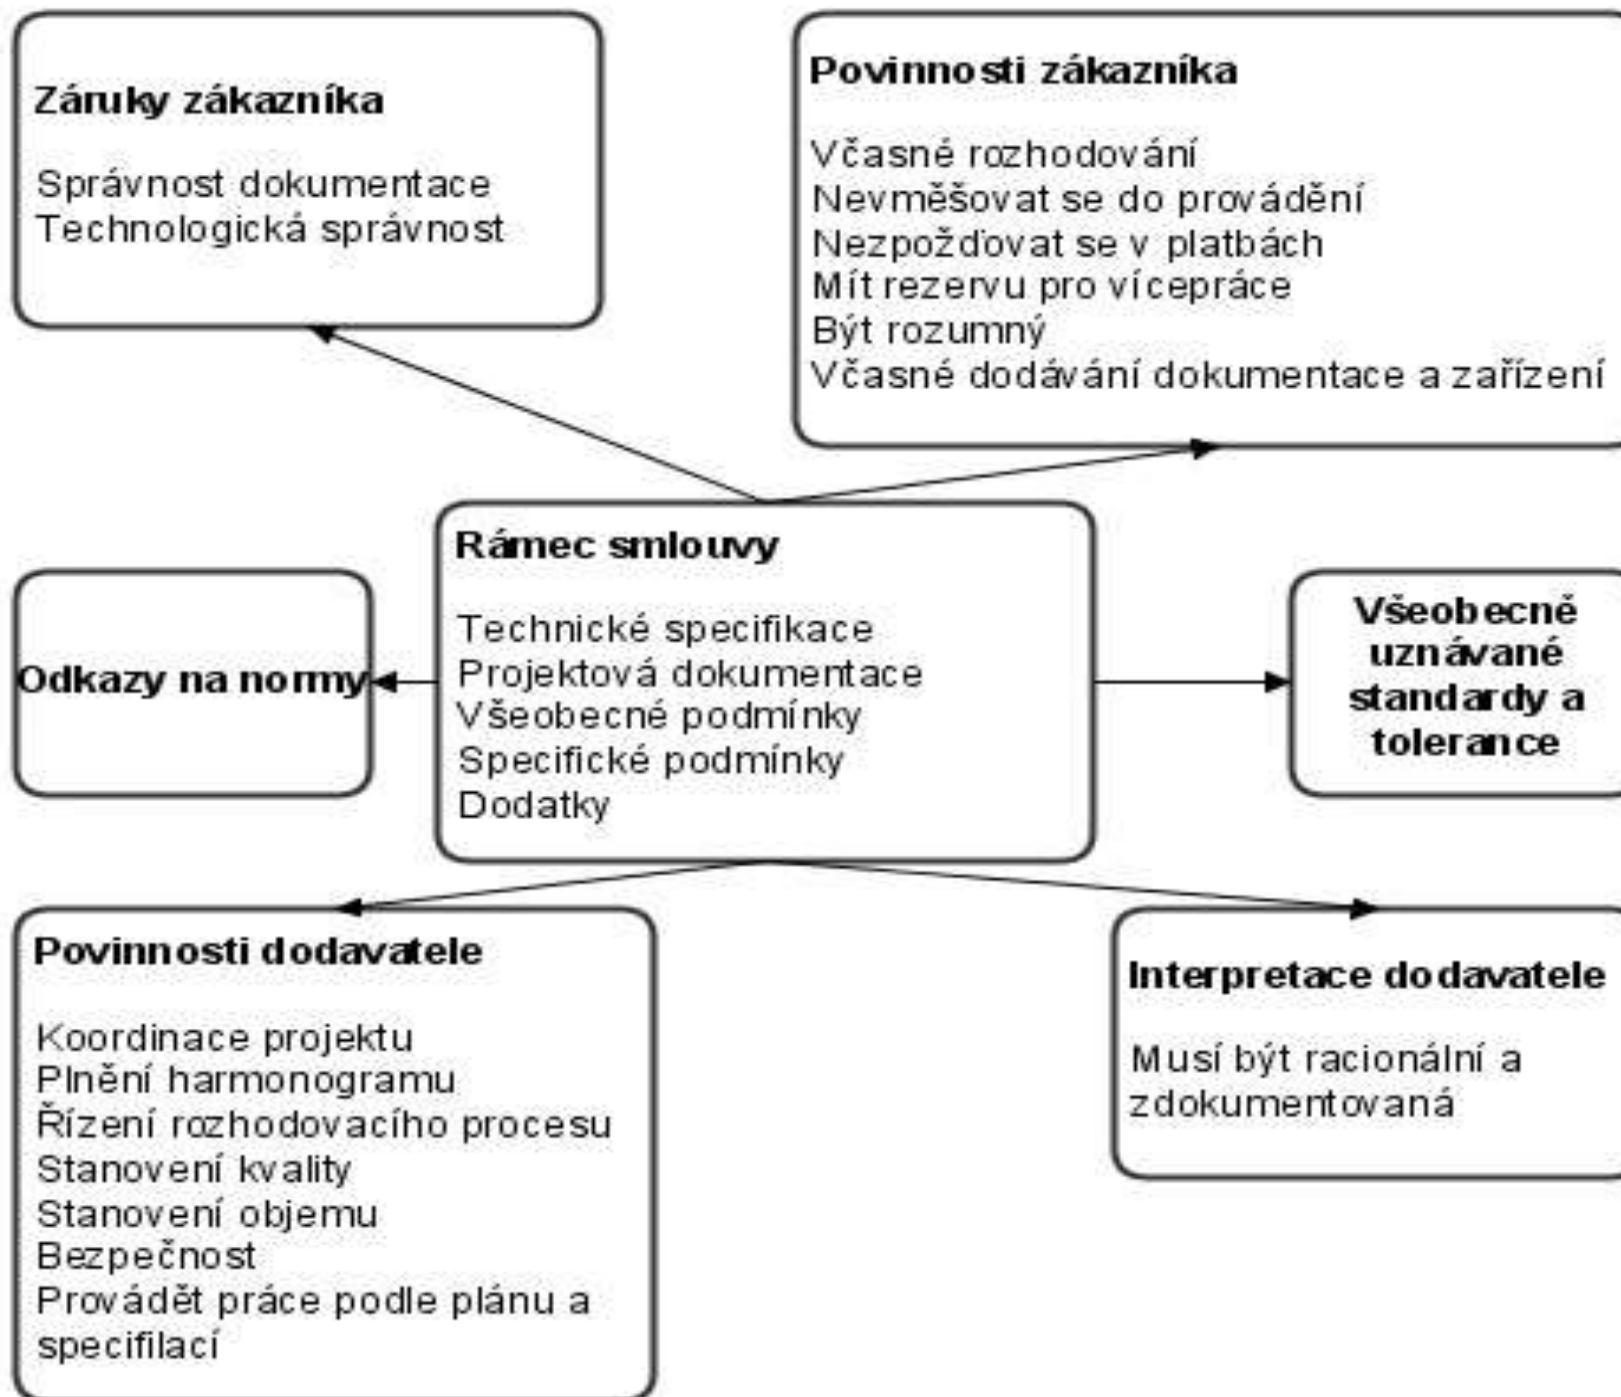 Záruky zákazníka
Správnost dokumentace
Technologická správnost
Povinnosti zákazníka
Včasné rozhodování
Nevměšovat se do provádění
Nezpožďovat se v platbách
Mít rezervu pro vícepráce
Být rozumný
Včasné dodávání dokumentace a zařízení
Rámec smlouvy
Technické specifikace
Projektová dokumentace
Všeobecné podmínky
Specifické podmínky
Dodatky
Odkazy na normy
Všeobecně
uznávané
standardy a
tolerance
Povinnosti dodavatele
Koordinace projektu
Plnění harmonogramu
Řízení rozhodovacího procesu
Stanovení kvality
Stanovení objemu
Bezpečnost
Provádět práce podle plánu a
specifilací
Interpretace dodavatele
Musí být racionální a
zdokumentovaná